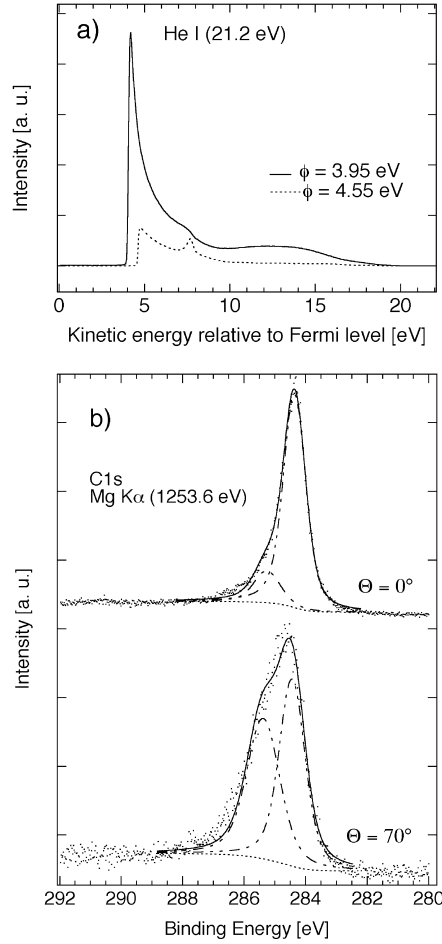 a)
He I (21.2 eV)
Intensity [a. u.]
ϕ = 3.95 eV
ϕ = 4.55 eV
0 5 10 15 20
Kinetic energy relative to Fermi level [eV]
b)
C1s
Mg Kα (1253.6 eV)
Θ = 0°
Intensity [a. u.]
Θ = 70°
292 290 288 286 284 282 280
Binding Energy [eV]